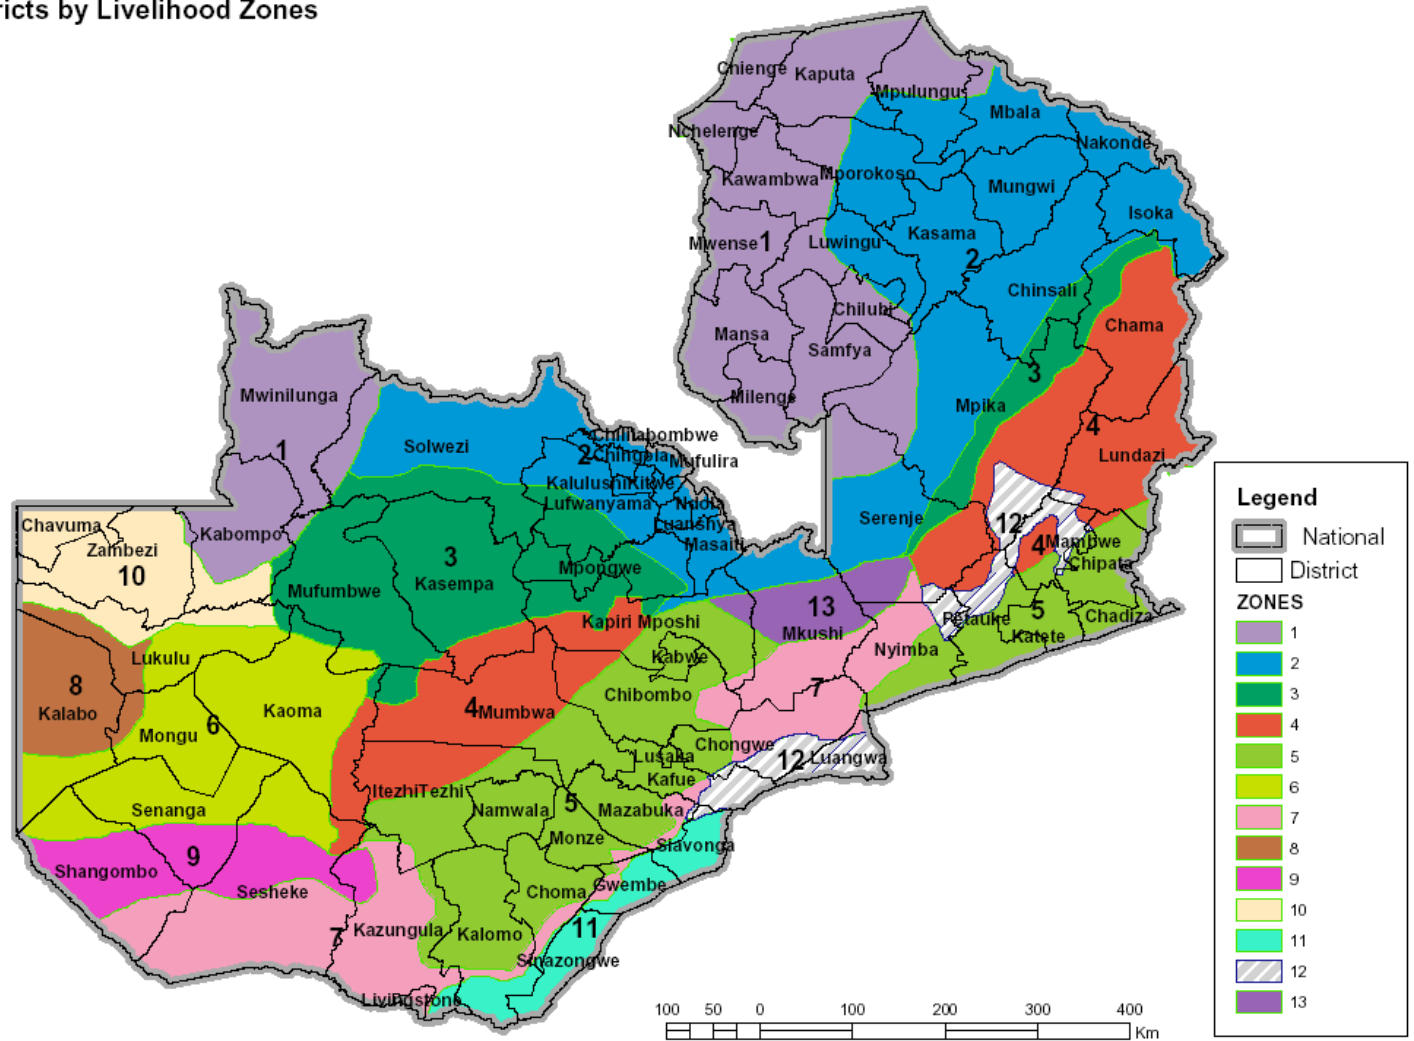 ricts by Livelihood Zones
Chienge
Kaputa
Mpulungu
Mbala
Nchelenge
Nakonde
Kawambwa
Mporokoso
Mungwi
Isoka
Mwense
1
Luwingu
Kasama
2
Chinsali
Chilubi
Chama
Mansa
Samfya
3
Milenge
Mpika
4
Lundazi
Mwinilunga
1
Solwezi
Chililabombwe
2
Chingola
Mufulira
Kalulushi
Kitwe
Lufwanyama
Ndola
Luanshya
Masaiti
Serenje
12
4
Mambwe
Chipata
Chavuma
Zambezi
10
Kabompo
3
Kasempa
Mufumbwe
Mpongwe
13
Mkushi
Petauke
5
Katete
Chadiza
Kapiri Mposhi
Nyimba
Lukulu
Kabwe
8
Kalabo
Kaoma
Chibombo
7
6
Mongu
4
Mumbwa
Chongwe
Lusaka
12
Luangwa
Kafue
ItezhiTezhi
Senanga
Namwala
5
Mazabuka
Monze
Siavonga
9
Shangombo
Sesheke
Choma
Gwembe
7
Kazungula
Kalomo
11
Sinazongwe
Livingstone
Legend
National
District
ZONES
1
2
3
4
5
6
7
8
9
10
11
12
13
100 50 0 100 200 300 400
Km